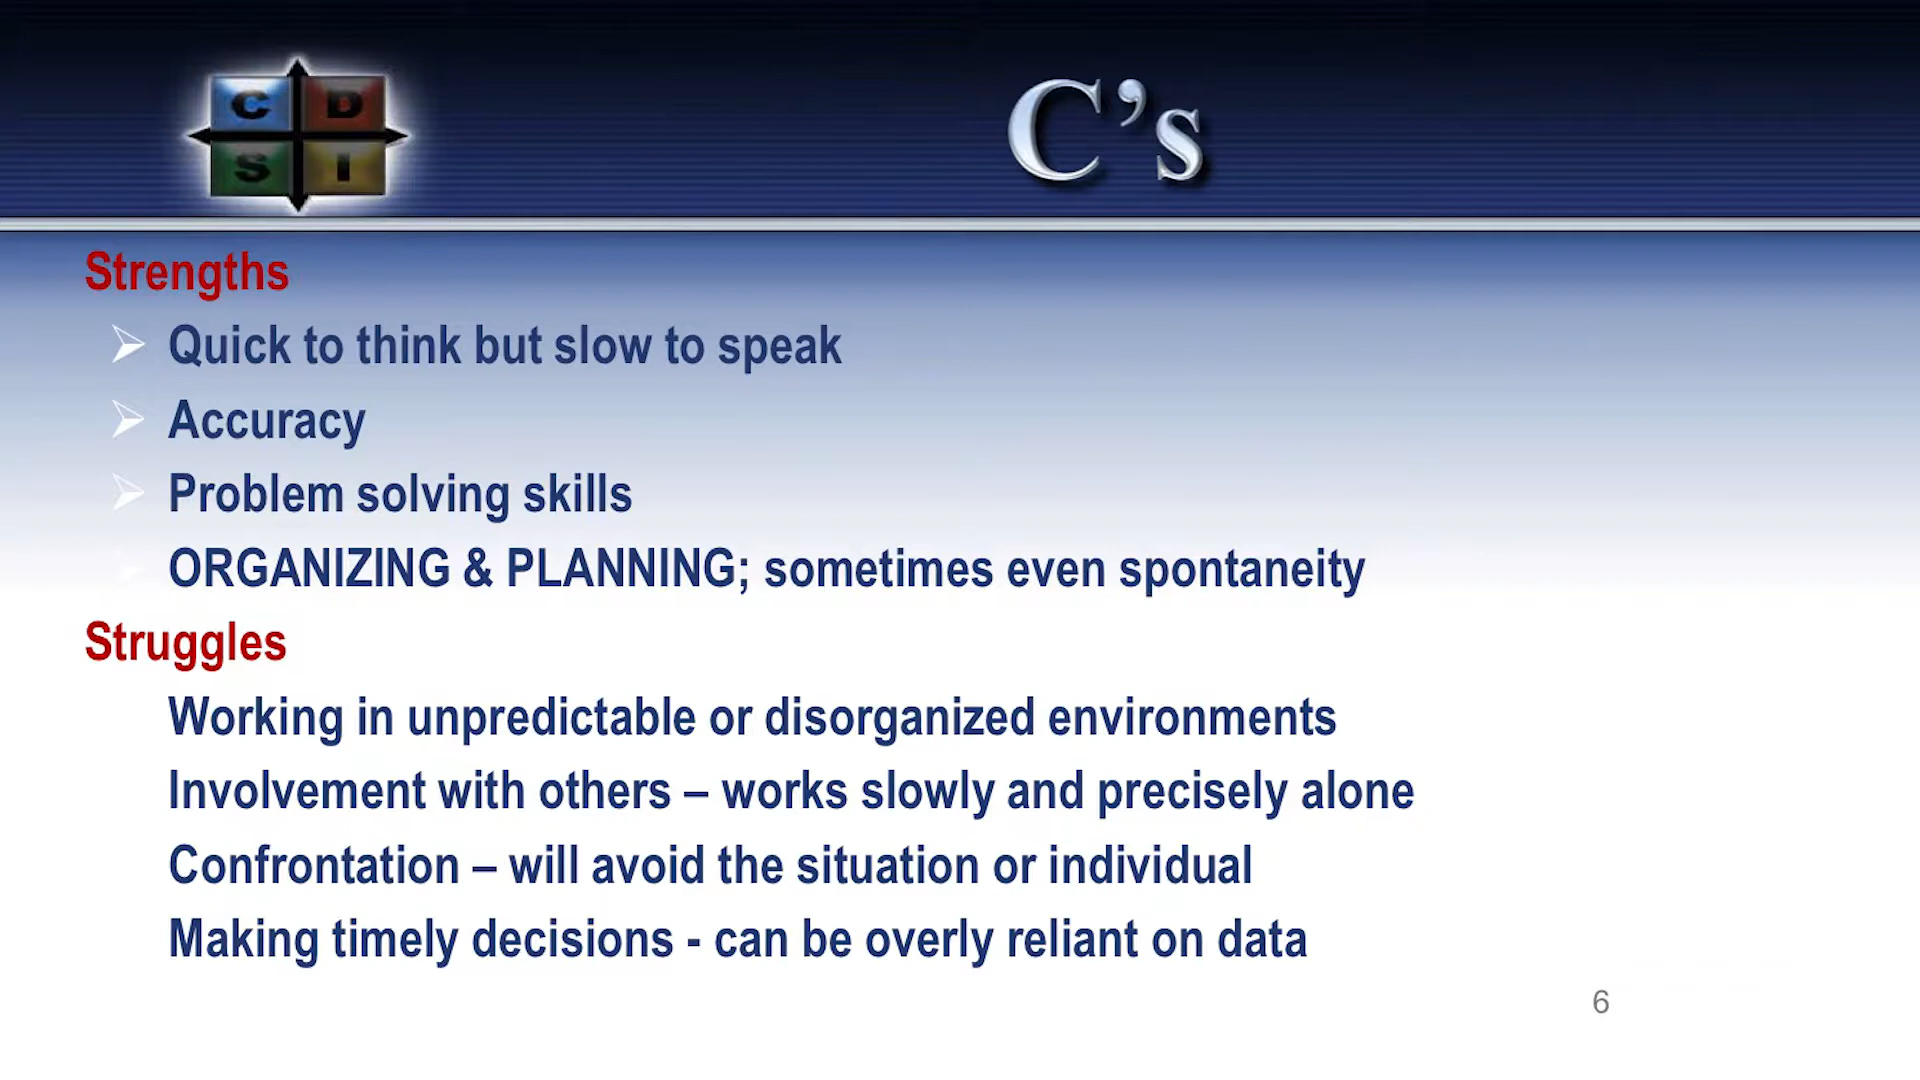 C D
S I
C's
Strengths
Quick to think but slow to speak
Accuracy
Problem solving skills
ORGANIZING & PLANNING; sometimes even spontaneity
Struggles
Working in unpredictable or disorganized environments
Involvement with others – works slowly and precisely alone
Confrontation – will avoid the situation or individual
Making timely decisions - can be overly reliant on data
6